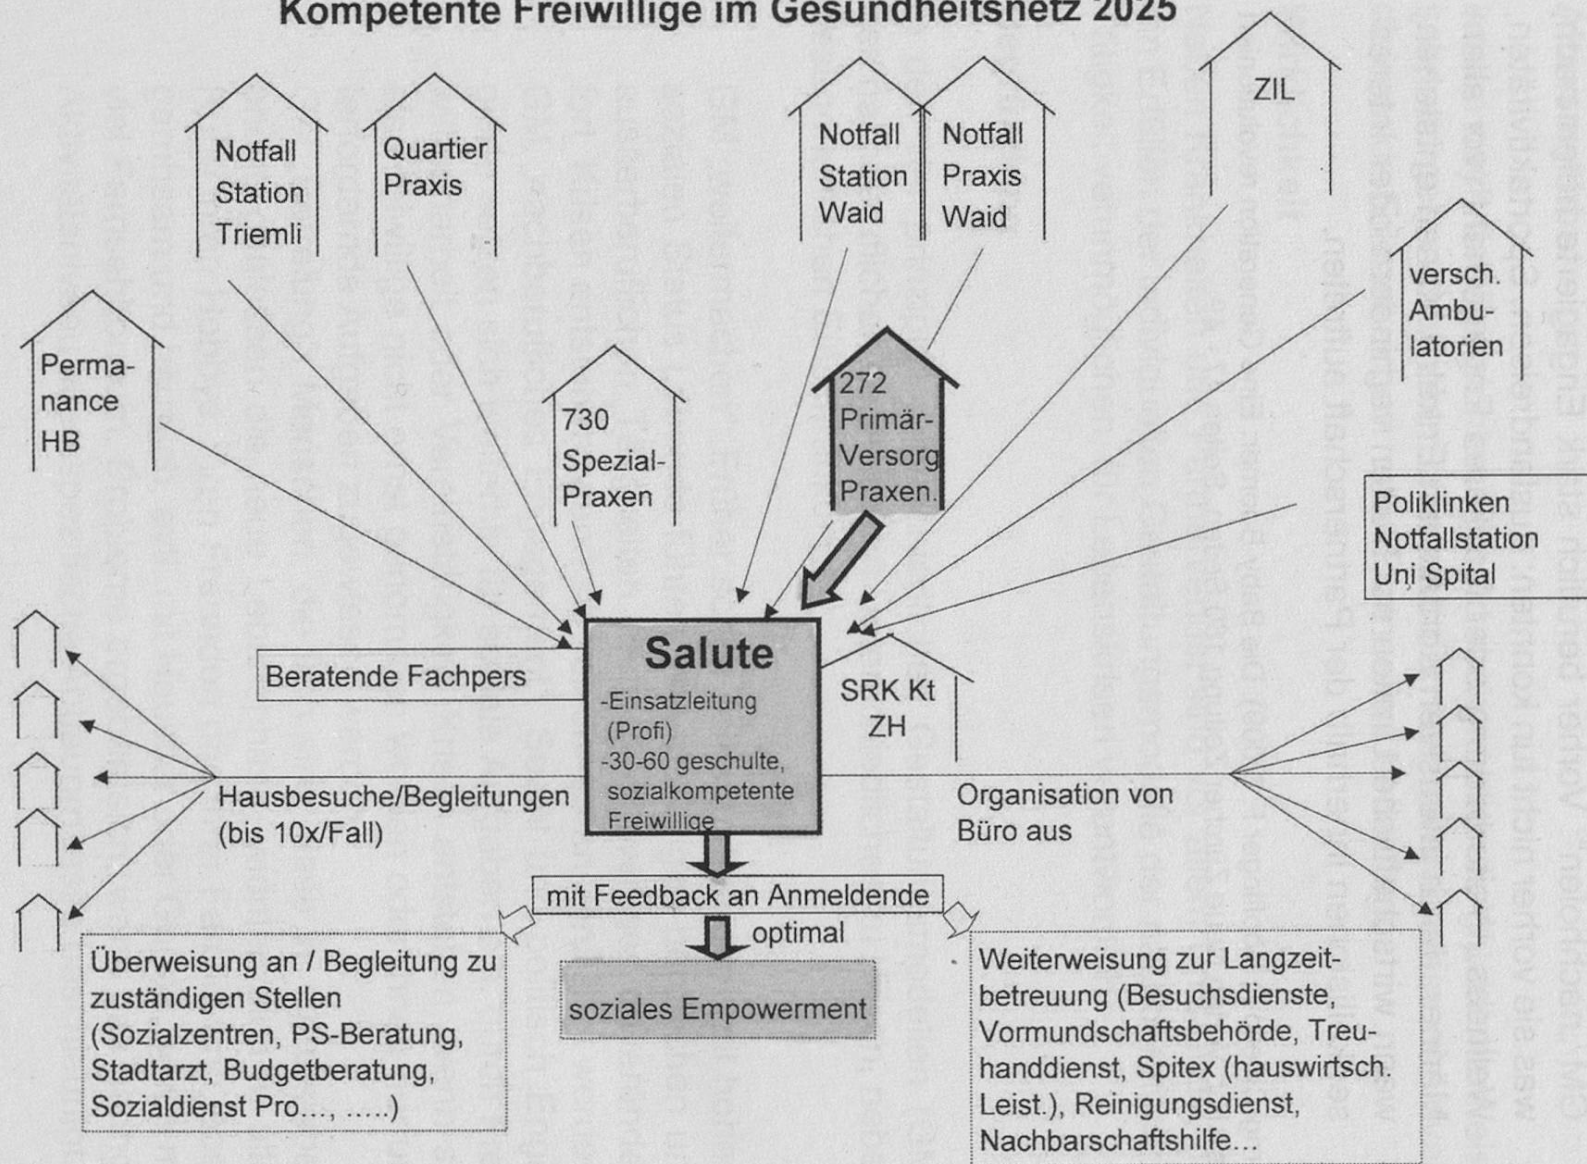 Kompetente Freiwillige im Gesundheitsnetz 2025
ZIL
Notfall
Station
Triemli
Quartier
Praxis
Notfall
Station
Waid
Notfall
Praxis
Waid
versch.
Ambu-
latorien
Perma-
nance
HB
730
Spezial-
Praxen
272
Primär-
Versorg
Praxen.
Poliklinken
Notfallstation
Uni Spital
Beratende Fachpers
Salute
-Einsatzleitung
(Profi)
-30-60 geschulte,
sozialkompetente
Freiwillige
SRK Kt
ZH
Hausbesuche/Begleitungen
(bis 10x/Fall)
Organisation von
Büro aus
mit Feedback an Anmeldende
optimal
soziales Empowerment
Überweisung an / Begleitung zu
zuständigen Stellen
(Sozialzentren, PS-Beratung,
Stadtarzt, Budgetberatung,
Sozialdienst Pro..., .....)
Weiterweisung zur Langzeit-
betreuung (Besuchsdienste,
Vormundschaftsbehörde, Treu-
handdienst, Spitex (hauswirtsch.
Leist.), Reinigungsdienst,
Nachbarschaftshilfe...